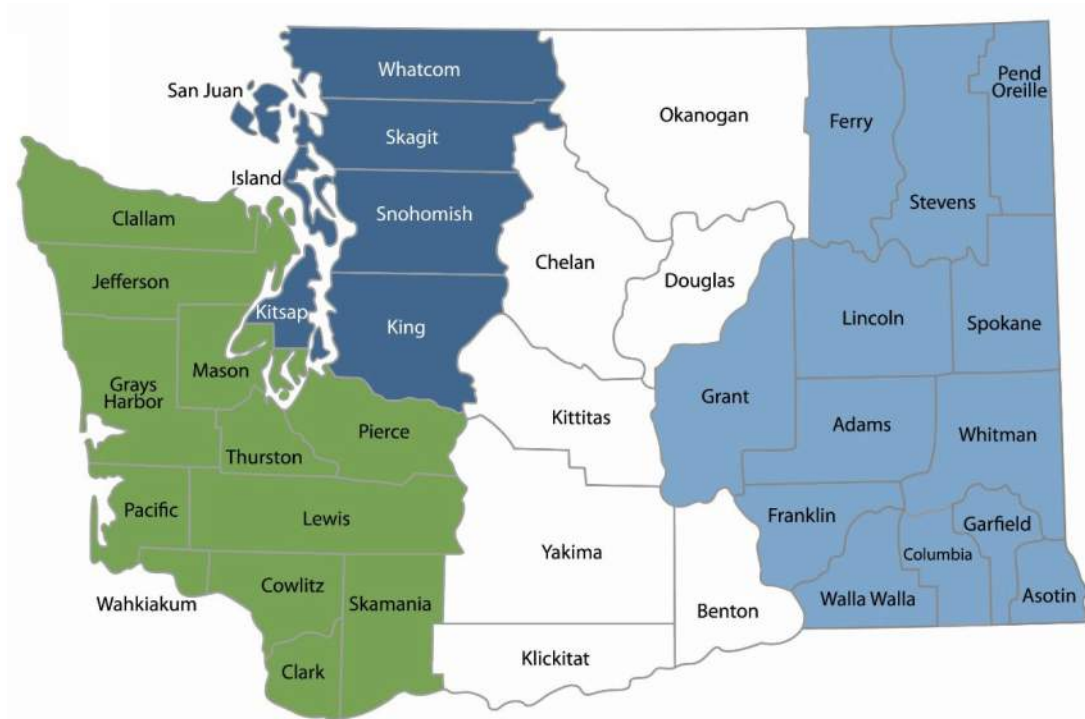 Whatcom
San Juan
Okanogan
Pend
Oreille
Ferry
Skagit
Island
Stevens
Clallam
Snohomish
Chelan
Douglas
Jefferson
Kitsap
King
Lincoln
Spokane
Mason
Grays
Harbor
Grant
Kittitas
Adams
Pierce
Whitman
Thurston
Pacific
Lewis
Franklin
Garfield
Yakima
Columbia
Cowlitz
Wahkiakum
Skamania
Walla Walla
Asotin
Benton
Clark
Klickitat